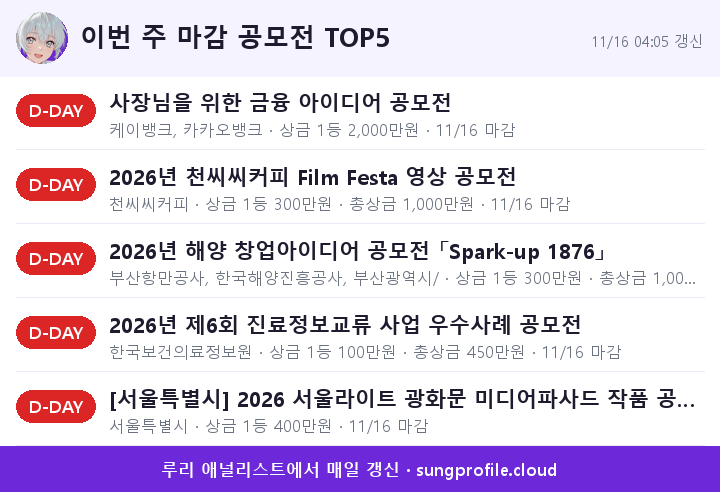 이번 주 마감 공모전 TOP5
11/16 04:05 갱신
D-DAY
사장님을 위한 금융 아이디어 공모전
케이뱅크, 카카오뱅크 · 상금 1등 2,000만원 · 11/16 마감
D-DAY
2026년 천씨씨커피 Film Festa 영상 공모전
천씨씨커피 · 상금 1등 300만원 · 총상금 1,000만원 · 11/16 마감
D-DAY
2026년 해양 창업아이디어 공모전 「Spark-up 1876」
부산항만공사, 한국해양진흥공사, 부산광역시/ · 상금 1등 300만원 · 총상금 1,00...
D-DAY
2026년 제6회 진료정보교류 사업 우수사례 공모전
한국보건의료정보원 · 상금 1등 100만원 · 총상금 450만원 · 11/16 마감
D-DAY
[서울특별시] 2026 서울라이트 광화문 미디어파사드 작품 공...
서울특별시 · 상금 1등 400만원 · 11/16 마감
루리 애널리스트에서 매일 갱신 · sungprofile.cloud